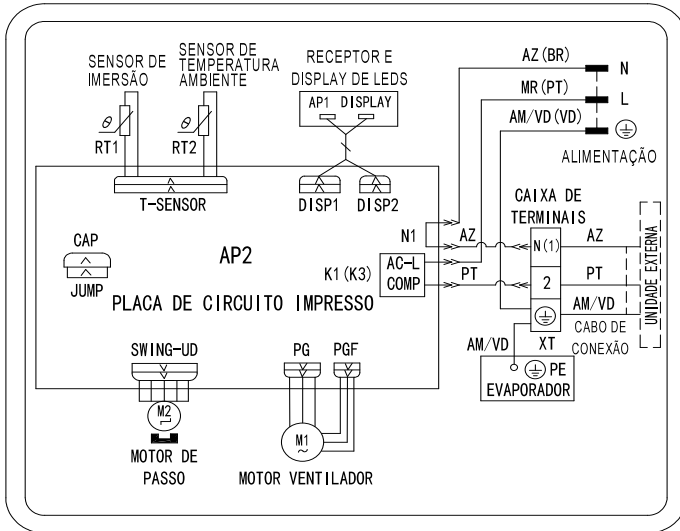 SENSOR DE
IMERSÃO
SENSOR DE
TEMPERATURA
AMBIENTE
RECEPTOR E
DISPLAY DE LEDS
AP1 DISPLAY
θ
RT1
θ
RT2
AZ(BR)
N
MR(PT)
L
AM/VD(VD)
ALIMENTAÇÃO
T-SENSOR
DISP1
DISP2
CAIXA DE
TERMINAIS
N1
AZ
N(1)
AZ
CAP
JUMP
AP2
K1(K3)
AC-L
COMP
PT
2
PT
PLACA DE CIRCUITO IMPRESSO
AM/VD
UNIDADE EXTERNA
CABO DE
CONEXÃO
SWING-UD
PG
PGF
AM/VD
XT
PE
EVAPORADOR
M2
M1
~
MOTOR DE
PASSO
MOTOR VENTILADOR